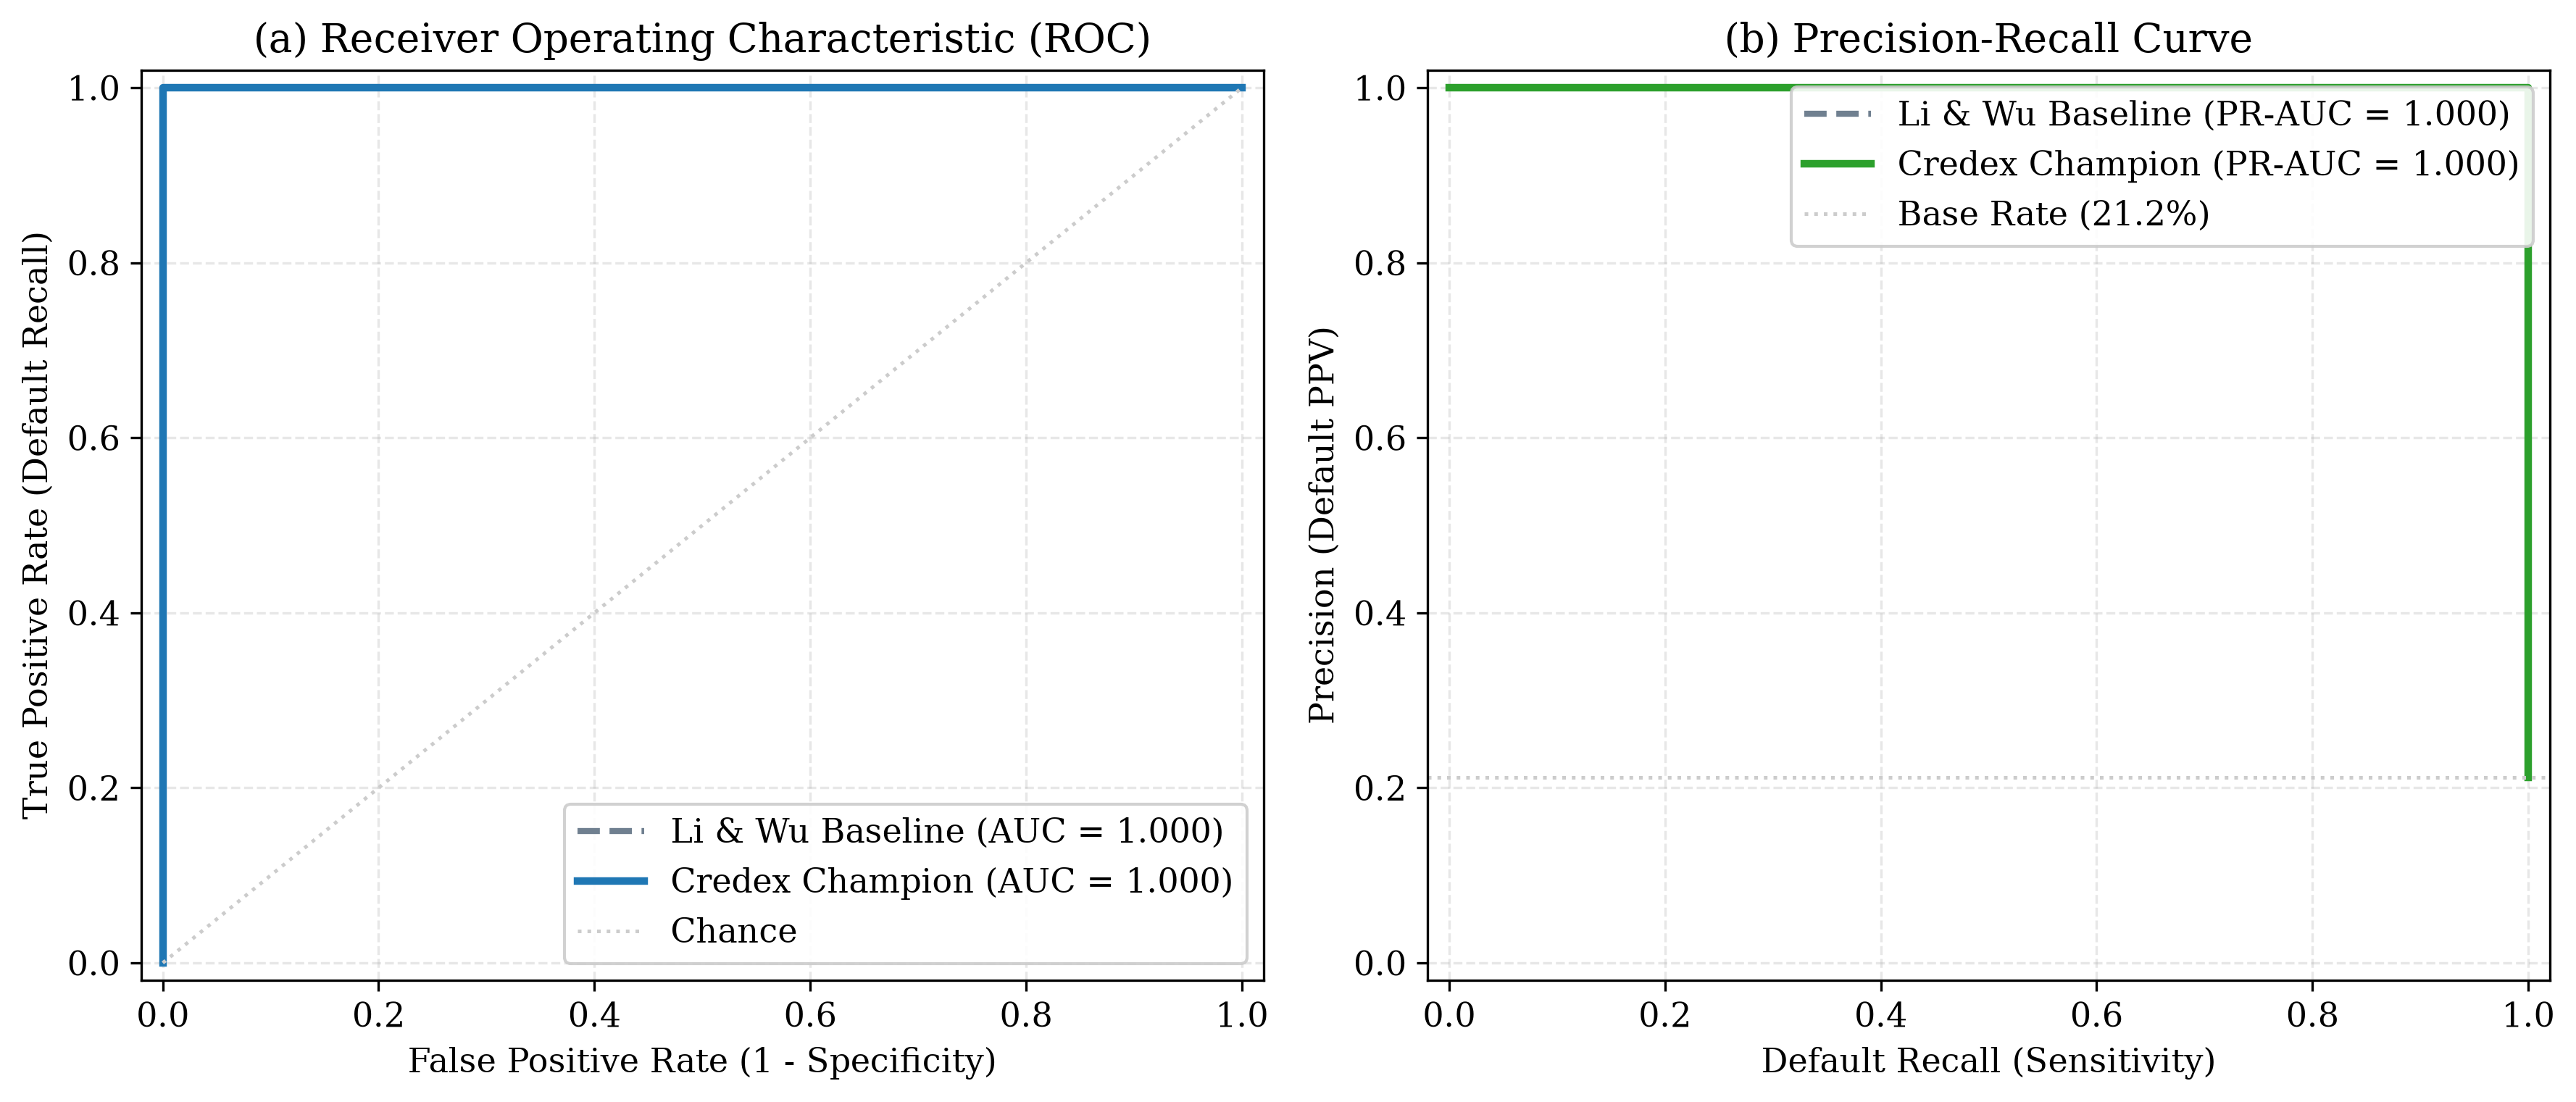 (a) Receiver Operating Characteristic (ROC)
True Positive Rate (Default Recall)
1.0
0.8
0.6
0.4
0.2
0.0
Li & Wu Baseline (AUC = 1.000)
Credex Champion (AUC = 1.000)
Chance
0.0 0.2 0.4 0.6 0.8 1.0
False Positive Rate (1 - Specificity)
(b) Precision-Recall Curve
Precision (Default PPV)
1.0
0.8
0.6
0.4
0.2
0.0
Li & Wu Baseline (PR-AUC = 1.000)
Credex Champion (PR-AUC = 1.000)
Base Rate (21.2%)
0.0 0.2 0.4 0.6 0.8 1.0
Default Recall (Sensitivity)